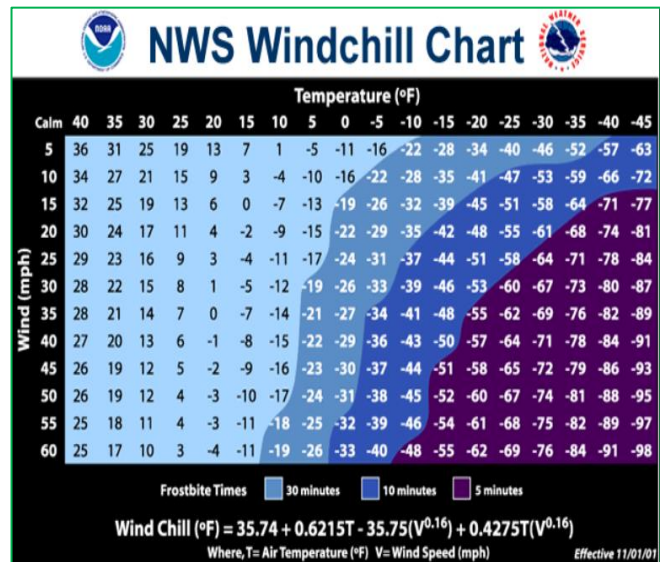 NOAA
NWS Windchill Chart
Temperature (ºF)
Calm 40 35 30 25 20 15 10 5 0 -5 -10 -15 -20 -25 -30 -35 -40 -45
5 36 31 25 19 13 7 1 -5 -11 -16 -22 -28 -34 -40 -46 -52 -57 -63
10 34 27 21 15 9 3 -4 -10 -16 -22 -28 -35 -41 -47 -53 -59 -66 -72
15 32 25 19 13 6 0 -7 -13 -19 -26 -32 -39 -45 -51 -58 -64 -71 -77
20 30 24 17 11 4 -2 -9 -15 -22 -29 -35 -42 -48 -55 -61 -68 -74 -81
25 29 23 16 9 3 -4 -11 -17 -24 -31 -37 -44 -51 -58 -64 -71 -78 -84
30 28 22 15 8 1 -5 -12 -19 -26 -33 -39 -46 -53 -60 -67 -73 -80 -87
35 28 21 14 7 0 -7 -14 -21 -27 -34 -41 -48 -55 -62 -69 -76 -82 -89
40 27 20 13 6 -1 -8 -15 -22 -29 -36 -43 -50 -57 -64 -71 -78 -84 -91
45 26 19 12 5 -2 -9 -16 -23 -30 -37 -44 -51 -58 -65 -72 -79 -86 -93
50 26 19 12 4 -3 -10 -17 -24 -31 -38 -45 -52 -60 -67 -74 -81 -88 -95
55 25 18 11 4 -3 -11 -18 -25 -32 -39 -46 -54 -61 -68 -75 -82 -89 -97
60 25 17 10 3 -4 -11 -19 -26 -33 -40 -48 -55 -62 -69 -76 -84 -91 -98
Wind (mph)
Frostbite Times 30 minutes 10 minutes 5 minutes
Wind Chill (ºF) = 35.74 + 0.6215T - 35.75(V^0.16) + 0.4275T(V^0.16)
Where, T= Air Temperature (ºF) V= Wind Speed (mph)
Effective 11/01/01